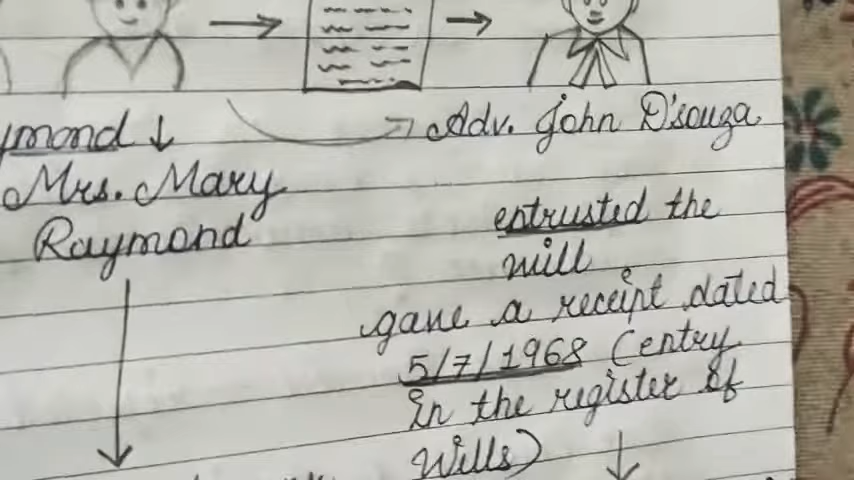 ymond ↓ → Adv. John D'souza
Mrs. Mary
Raymond
entrusted the
will
gave a receipt dated
5/7/1968 (entry
in the register of
Wills)